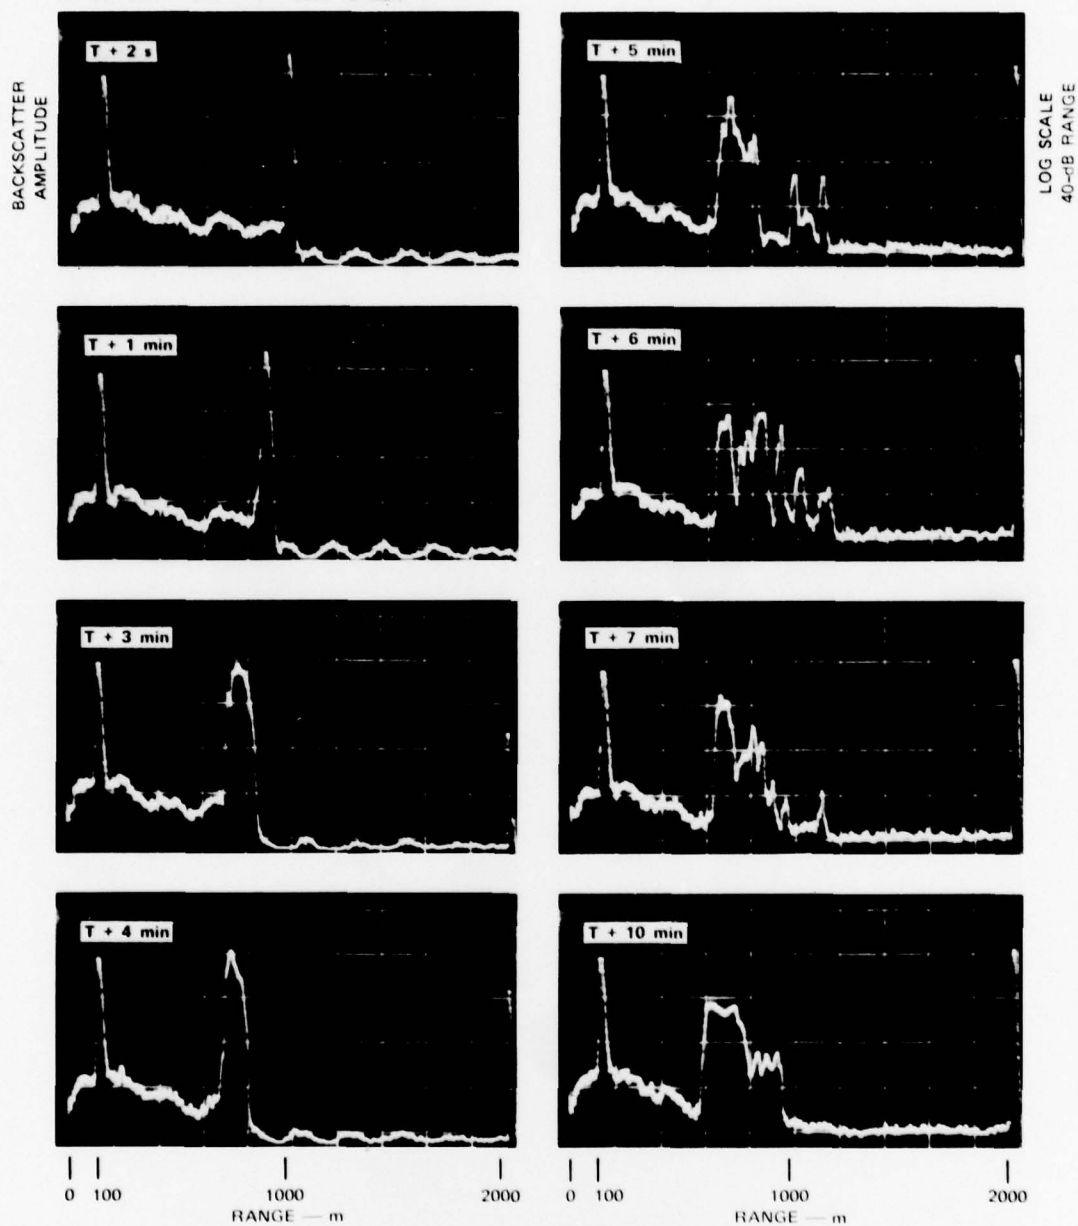 BACKSCATTER
AMPLITUDE
T + 2 s
T + 5 min
LOG SCALE
40-dB RANGE
T + 1 min
T + 6 min
T + 3 min
T + 7 min
T + 4 min
T + 10 min
0 100 1000 2000
RANGE — m
0 100 1000 2000
RANGE — m